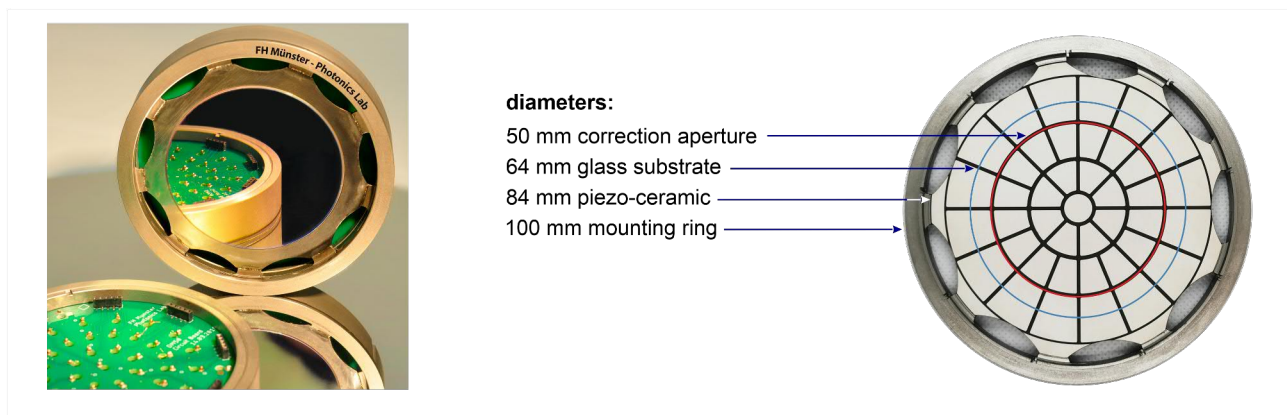 FH Münster - Photonics Lab
diameters:
50 mm correction aperture
64 mm glass substrate
84 mm piezo-ceramic
100 mm mounting ring